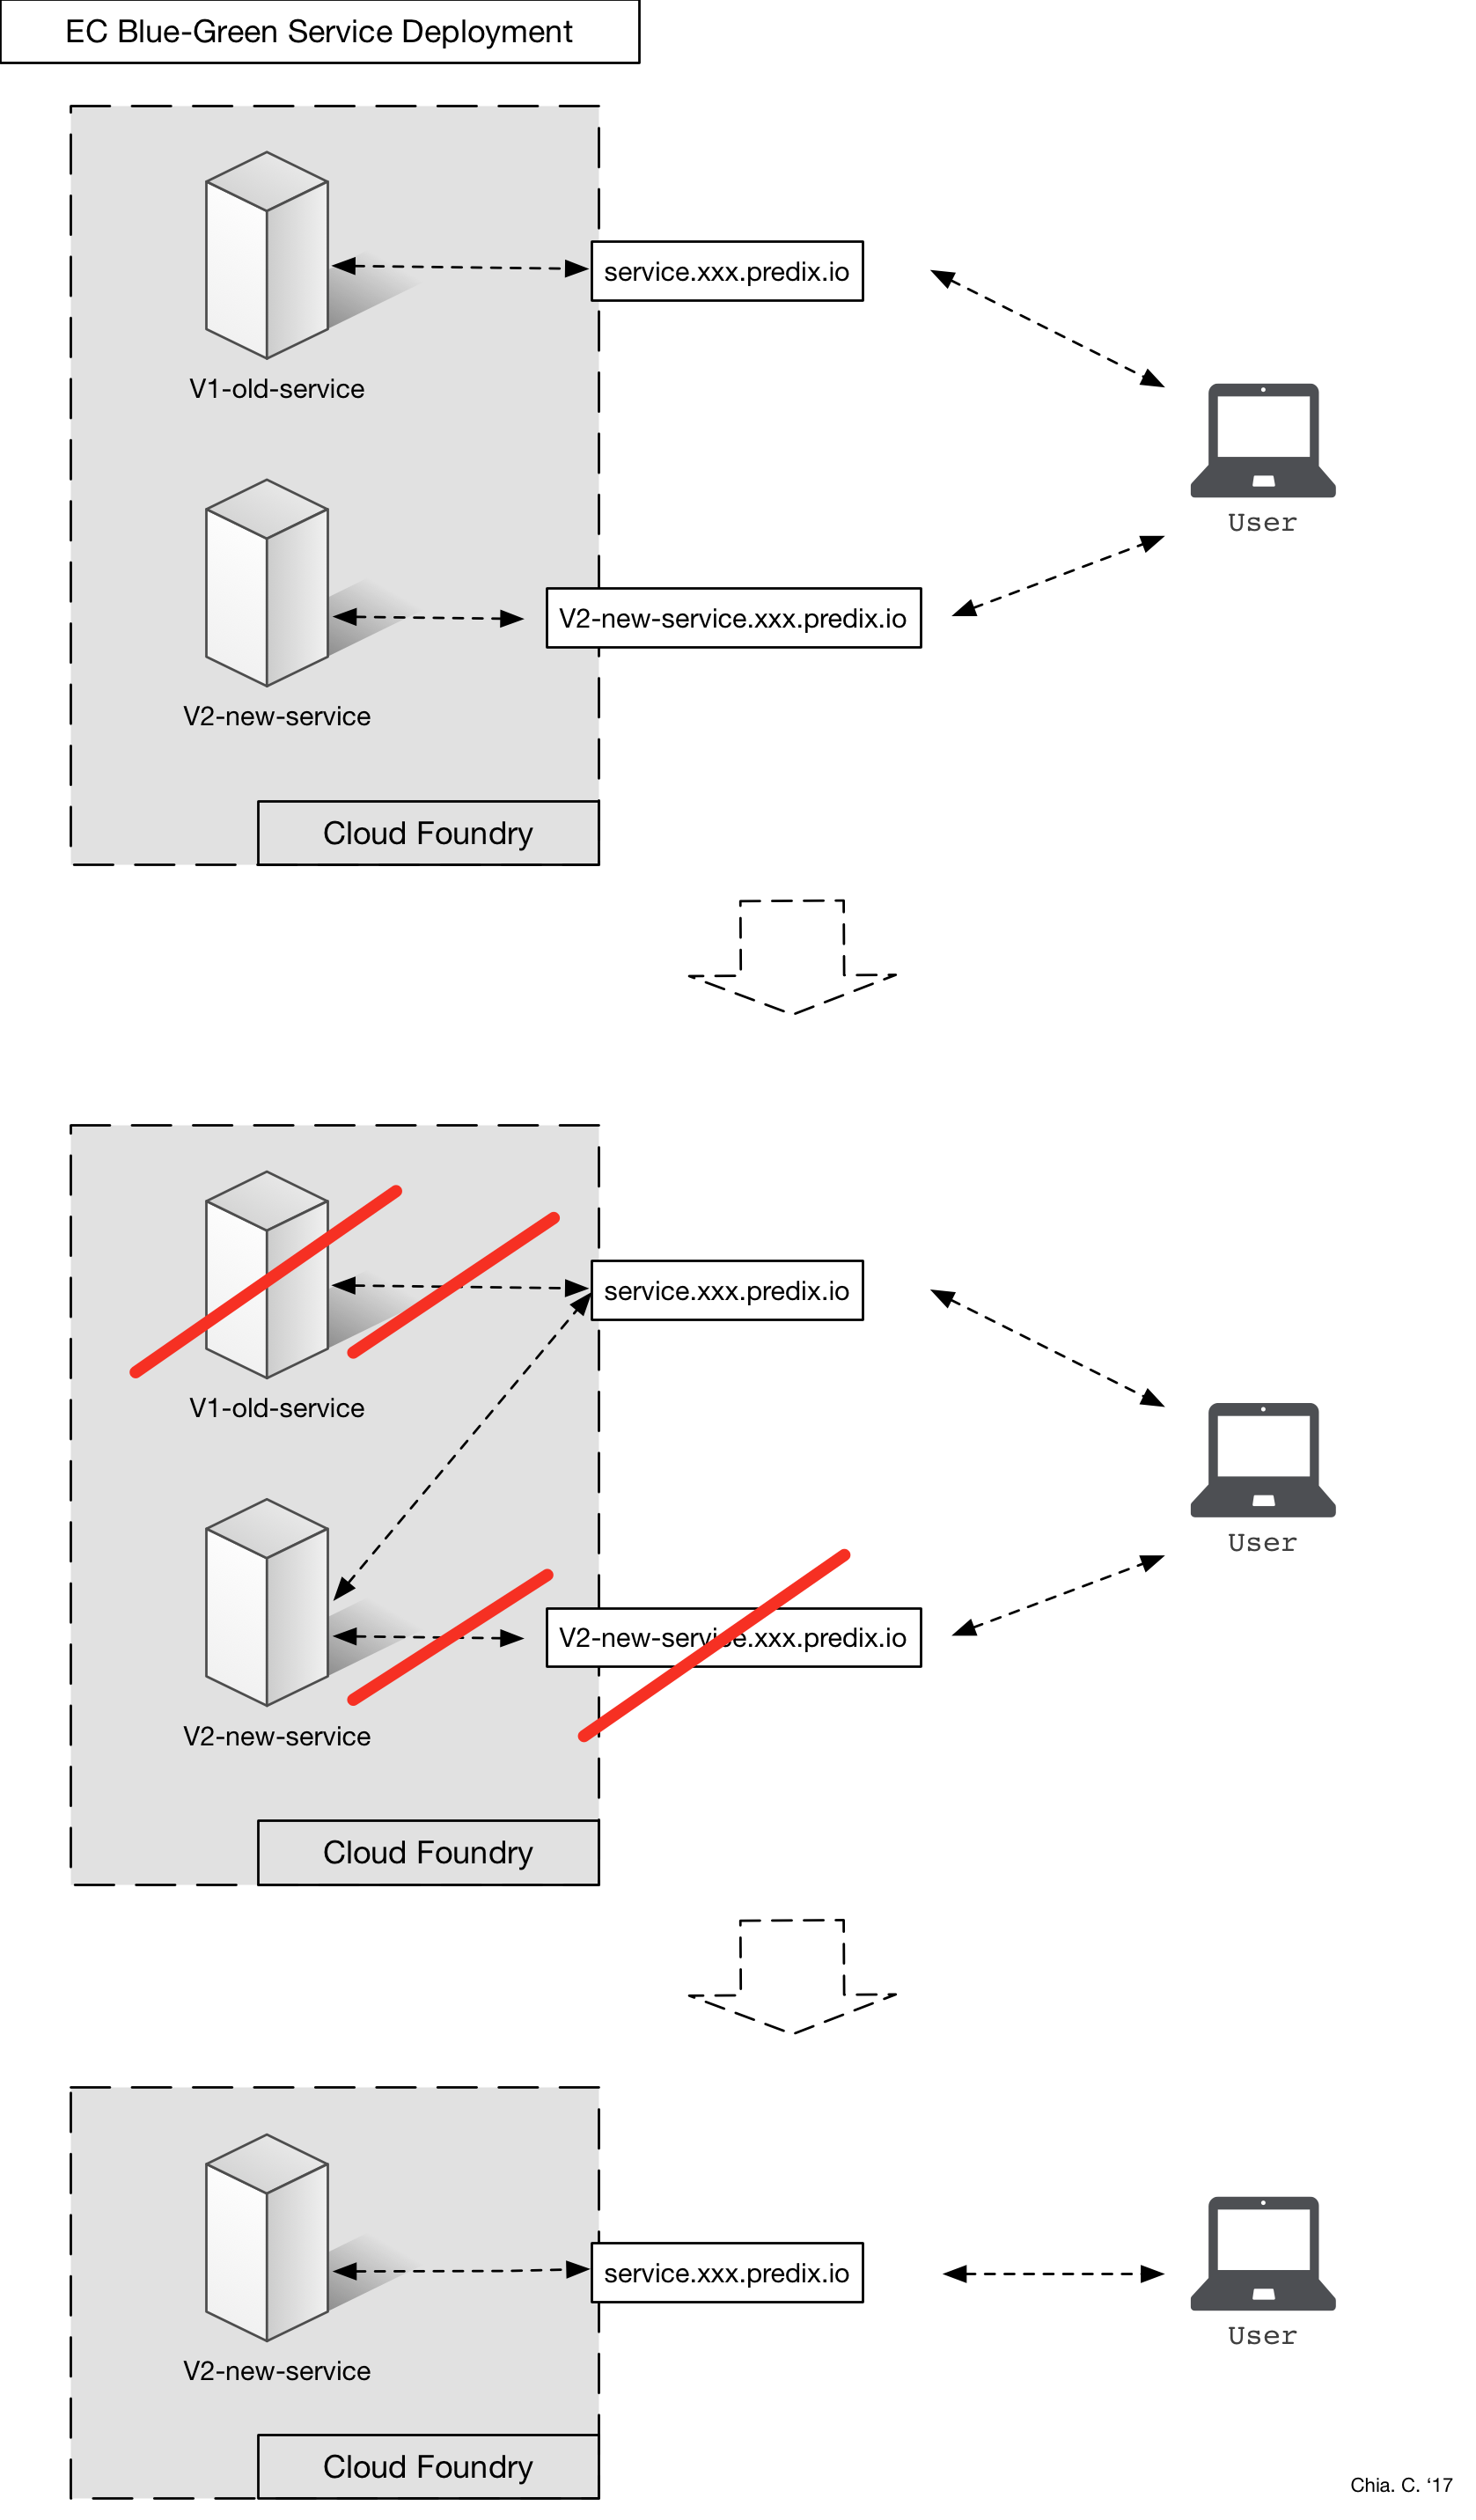 EC Blue-Green Service Deployment
service.xxx.predix.io
V1-old-service
User
V2-new-service.xxx.predix.io
V2-new-service
Cloud Foundry
service.xxx.predix.io
V1-old-service
User
V2-new-service.xxx.predix.io
V2-new-service
Cloud Foundry
service.xxx.predix.io
User
V2-new-service
Cloud Foundry
Chia. C. ‘17